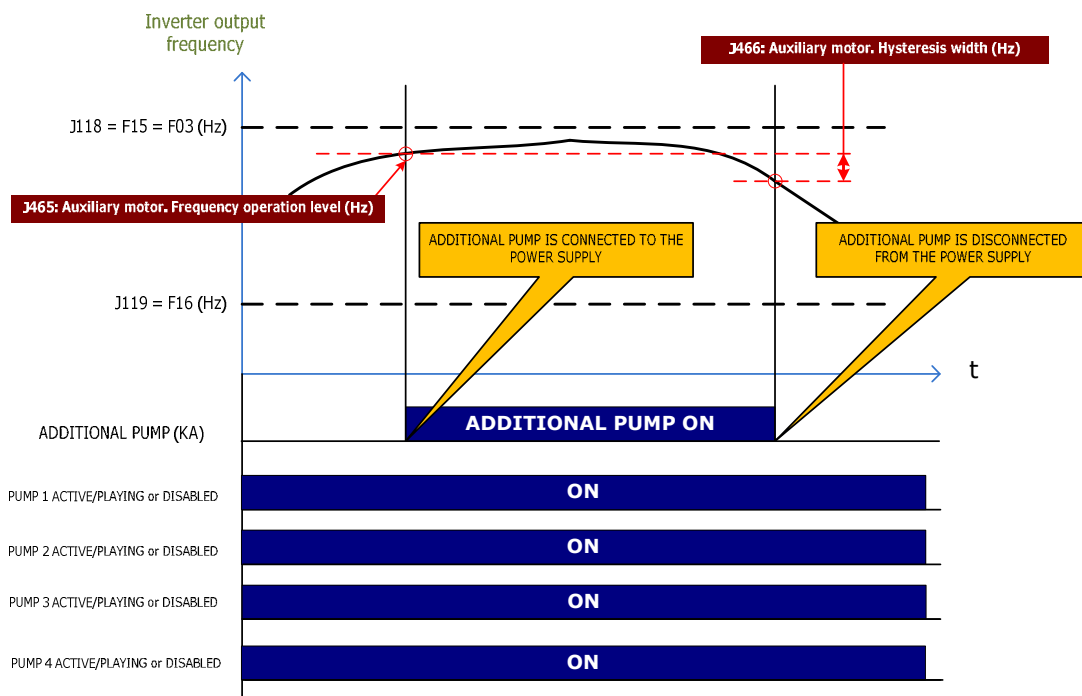 Inverter output
frequency
J466: Auxiliary motor. Hysteresis width (Hz)
J118 = F15 = F03 (Hz)
J465: Auxiliary motor. Frequency operation level (Hz)
ADDITIONAL PUMP IS CONNECTED TO THE
POWER SUPPLY
ADDITIONAL PUMP IS DISCONNECTED
FROM THE POWER SUPPLY
J119 = F16 (Hz)
t
ADDITIONAL PUMP (KA)
ADDITIONAL PUMP ON
PUMP 1 ACTIVE/PLAYING or DISABLED
ON
PUMP 2 ACTIVE/PLAYING or DISABLED
ON
PUMP 3 ACTIVE/PLAYING or DISABLED
ON
PUMP 4 ACTIVE/PLAYING or DISABLED
ON